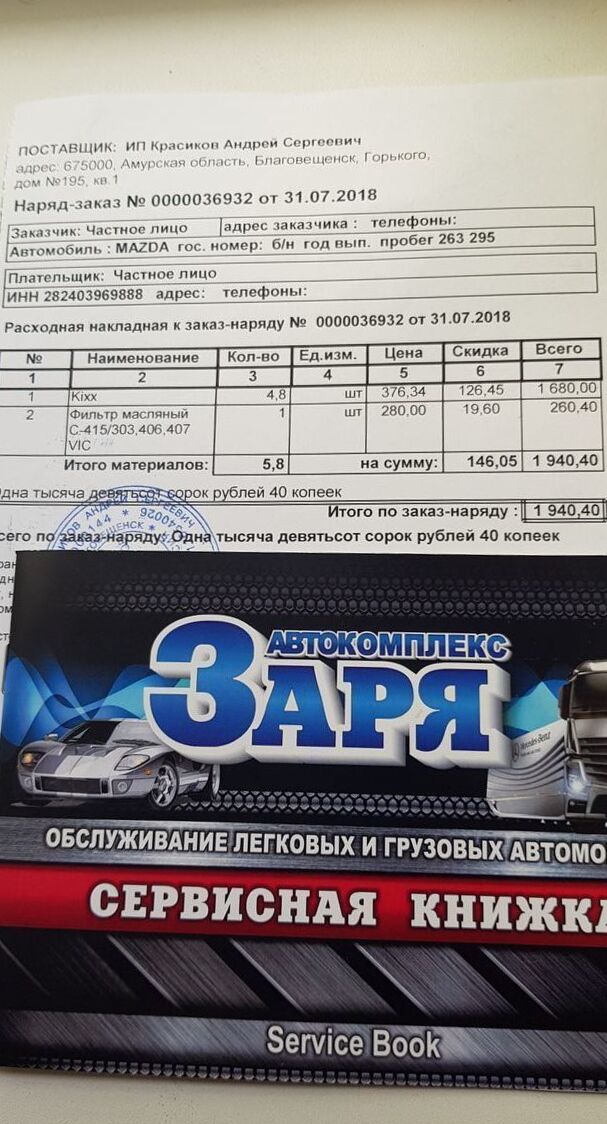 ПОСТАВЩИК: ИП Красиков Андрей Сергеевич
адрес: 675000, Амурская область, Благовещенск, Горького,
дом №195, кв.1
Наряд-заказ № 0000036932 от 31.07.2018
Заказчик: Частное лицо адрес заказчика : телефоны:
Автомобиль : MAZDA гос. номер: б/н год вып. пробег 263 295
Плательщик: Частное лицо
ИНН 282403969888 адрес: телефоны:
Расходная накладная к заказ-наряду № 0000036932 от 31.07.2018
№ Наименование Кол-во Ед.изм. Цена Скидка Всего
1 2 3 4 5 6 7
1 Kixx 4,8 шт 376,34 126,45 1 680,00
2 Фильтр масляный 1 шт 280,00 19,60 260,40
C-415/303,406,407
VIC
Итого материалов: 5,8 на сумму: 146,05 1 940,40
дна тысяча девятьсот сорок рублей 40 копеек
Итого по заказ-наряду : 1 940,40
сего по заказ-наряду: Одна тысяча девятьсот сорок рублей 40 копеек
АНДРЕЙ СЕРГЕЕВИЧ
АВТОКОМПЛЕКС
ЗАРЯ
Mercedes-Benz
ОБСЛУЖИВАНИЕ ЛЕГКОВЫХ И ГРУЗОВЫХ АВТОМО
СЕРВИСНАЯ КНИЖКА
Service Book